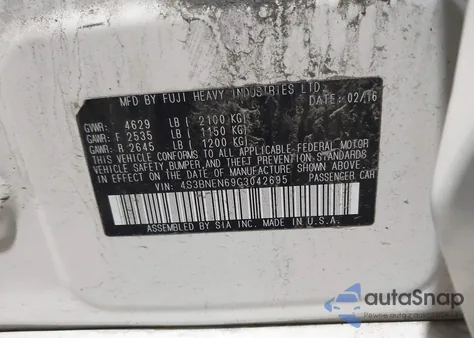 MFD BY FUJI HEAVY INDUSTRIES LTD.
DATE: 02/16
GVWR: 4629 LB ( 2100 KG)
GAWR: F 2535 LB ( 1150 KG)
GAWR: R 2645 LB ( 1200 KG)
THIS VEHICLE CONFORMS TO ALL APPLICABLE FEDERAL MOTOR
VEHICLE SAFETY, BUMPER, AND THEFT PREVENTION STANDARDS
IN EFFECT ON THE DATE OF MANUFACTURE SHOWN ABOVE.
VIN: 4S3BNEN69G3042695 PASSENGER CAR
ASSEMBLED BY SIA INC. MADE IN U.S.A.
autoSnap